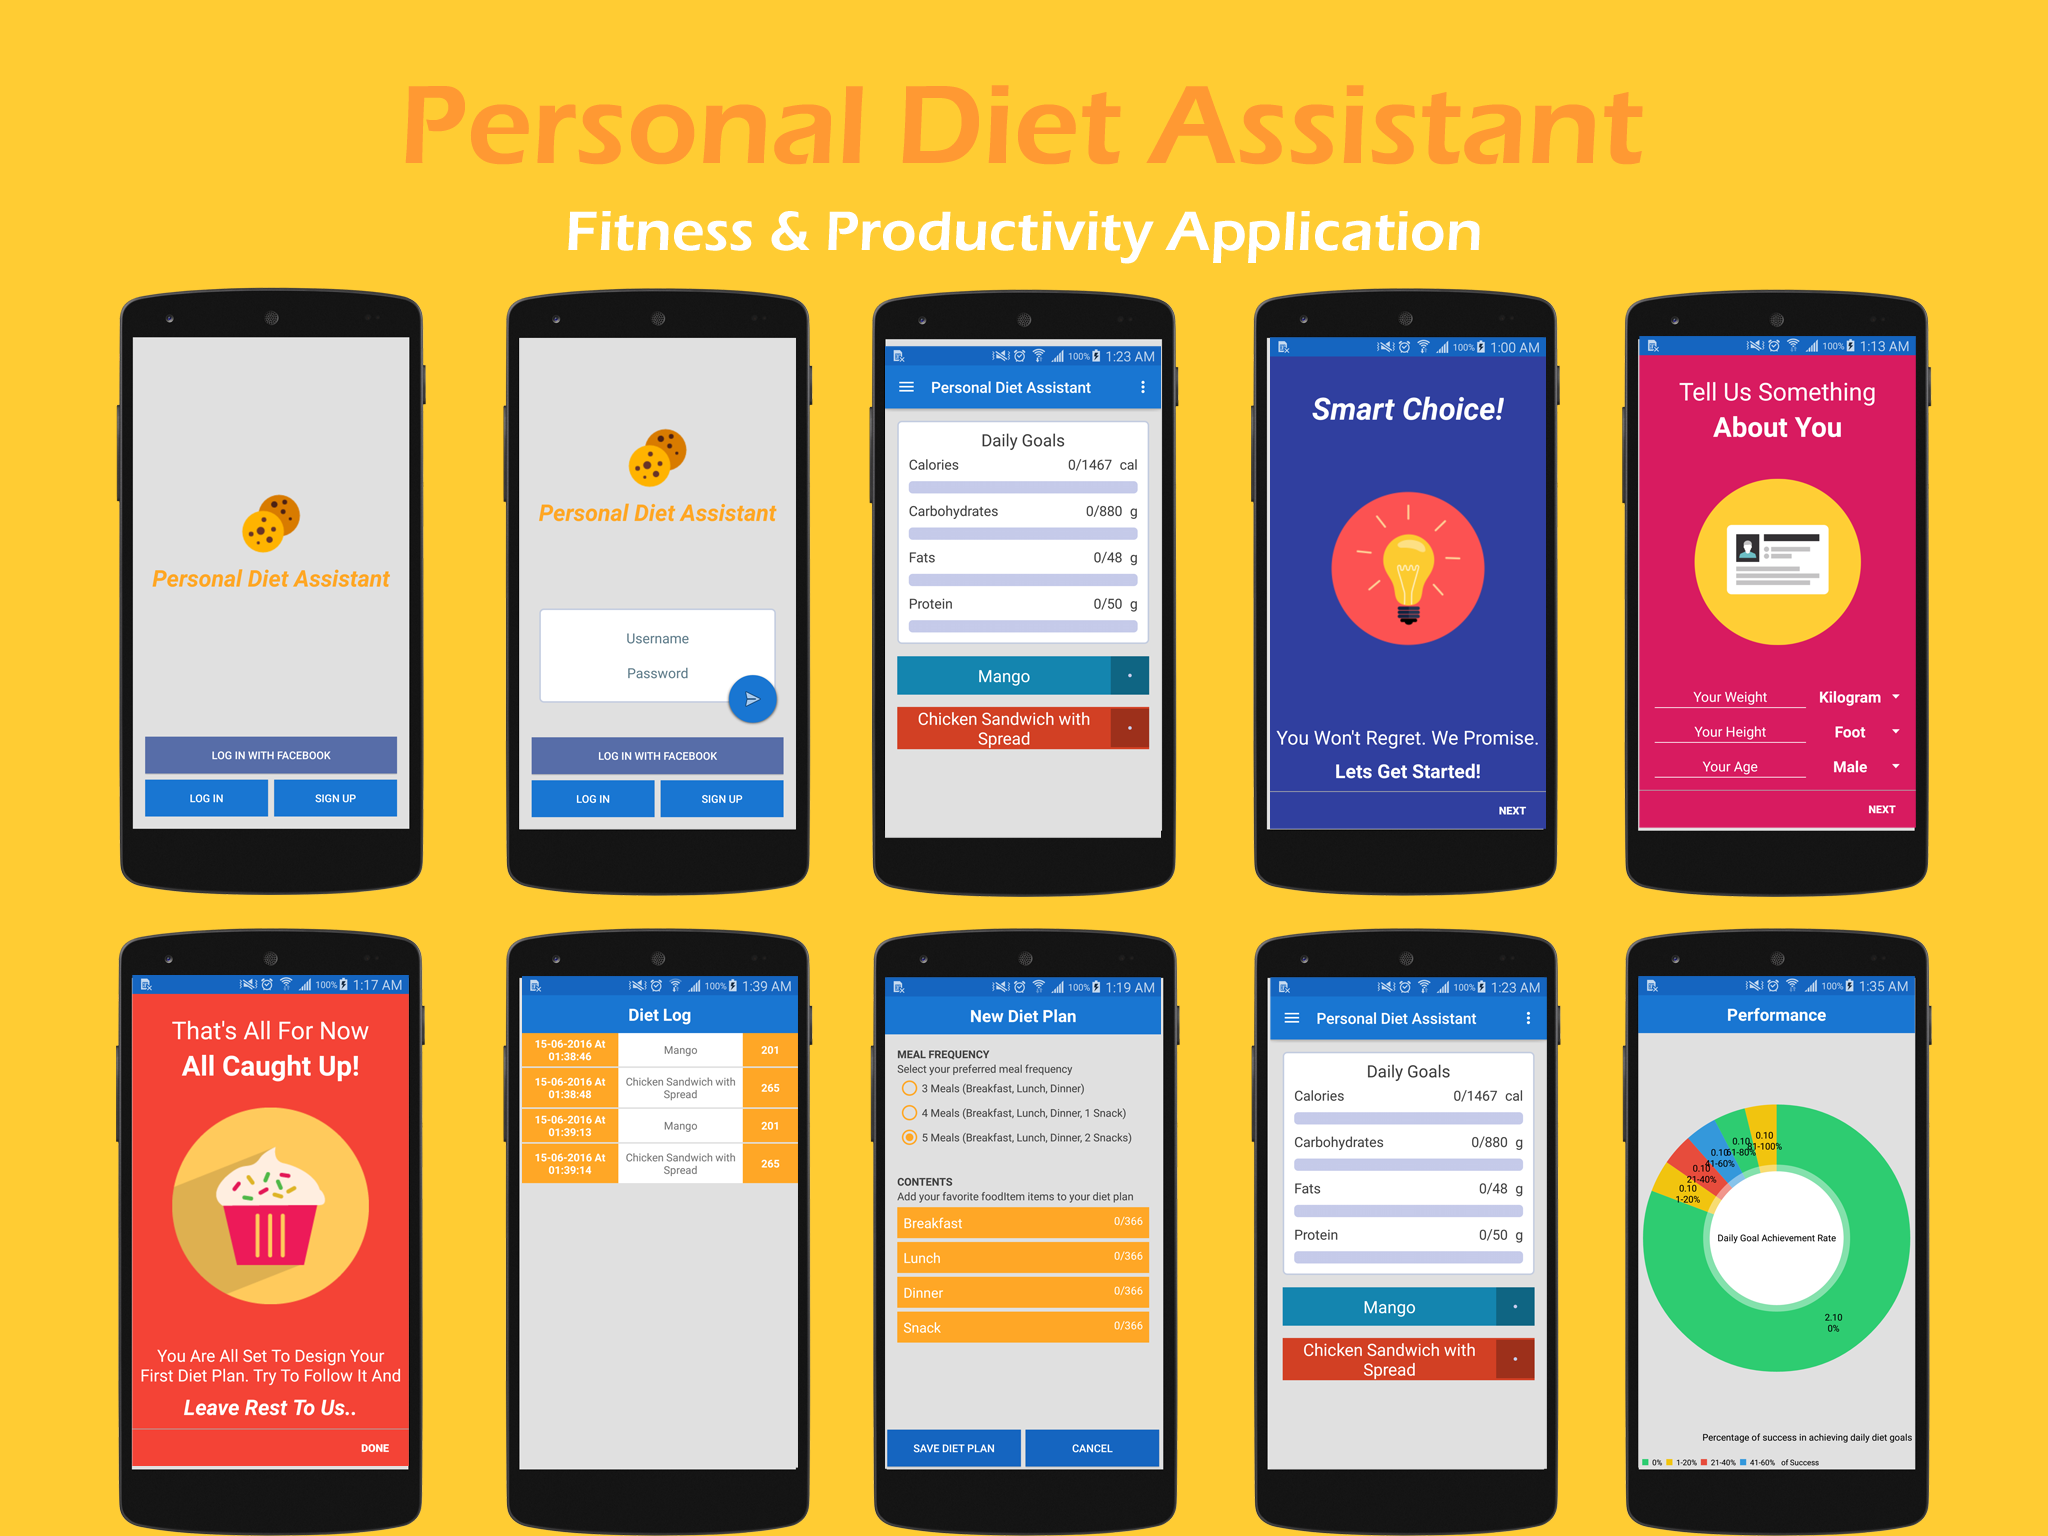 Personal Diet Assistant
Fitness & Productivity Application
Personal Diet Assistant
LOG IN WITH FACEBOOK
LOG IN
SIGN UP
Personal Diet Assistant
Username
Password
LOG IN WITH FACEBOOK
LOG IN
SIGN UP
100% 1:23 AM
Personal Diet Assistant
Daily Goals
Calories 0/1467 cal
Carbohydrates 0/880 g
Fats 0/48 g
Protein 0/50 g
Mango
Chicken Sandwich with
Spread
100% 1:00 AM
Smart Choice!
You Won't Regret. We Promise.
Lets Get Started!
NEXT
100% 1:13 AM
Tell Us Something
About You
Your Weight Kilogram
Your Height Foot
Your Age Male
NEXT
100% 1:17 AM
That's All For Now
All Caught Up!
You Are All Set To Design Your
First Diet Plan. Try To Follow It And
Leave Rest To Us..
DONE
100% 1:39 AM
Diet Log
15-06-2016 At
01:38:46
Mango
201
15-06-2016 At
01:38:48
Chicken Sandwich with
Spread
265
15-06-2016 At
01:39:13
Mango
201
15-06-2016 At
01:39:14
Chicken Sandwich with
Spread
265
100% 1:19 AM
New Diet Plan
MEAL FREQUENCY
Select your preferred meal frequency
3 Meals (Breakfast, Lunch, Dinner)
4 Meals (Breakfast, Lunch, Dinner, 1 Snack)
5 Meals (Breakfast, Lunch, Dinner, 2 Snacks)
CONTENTS
Add your favorite foodItem items to your diet plan
Breakfast 0/366
Lunch 0/366
Dinner 0/366
Snack 0/366
SAVE DIET PLAN
CANCEL
100% 1:23 AM
Personal Diet Assistant
Daily Goals
Calories 0/1467 cal
Carbohydrates 0/880 g
Fats 0/48 g
Protein 0/50 g
Mango
Chicken Sandwich with
Spread
100% 1:35 AM
Performance
0.10
81-100%
0.10
61-80%
0.10
41-60%
0.10
21-40%
0.10
1-20%
Daily Goal Achievement Rate
2.10
0%
Percentage of success in achieving daily diet goals
0% 1-20% 21-40% 41-60% of Success